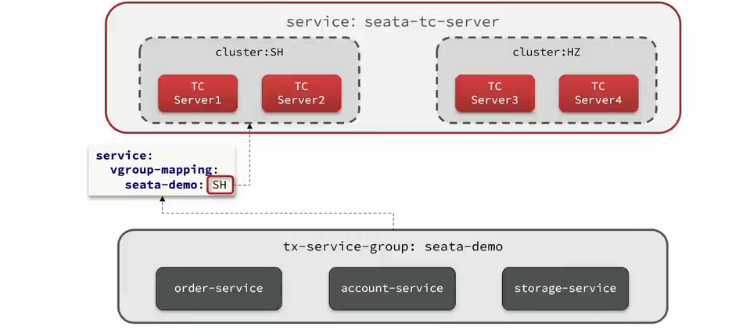 service: seata-tc-server
cluster:SH
cluster:HZ
TC
Server1
TC
Server2
TC
Server3
TC
Server4
service:
vgroup-mapping:
seata-demo: SH
tx-service-group: seata-demo
order-service
account-service
storage-service